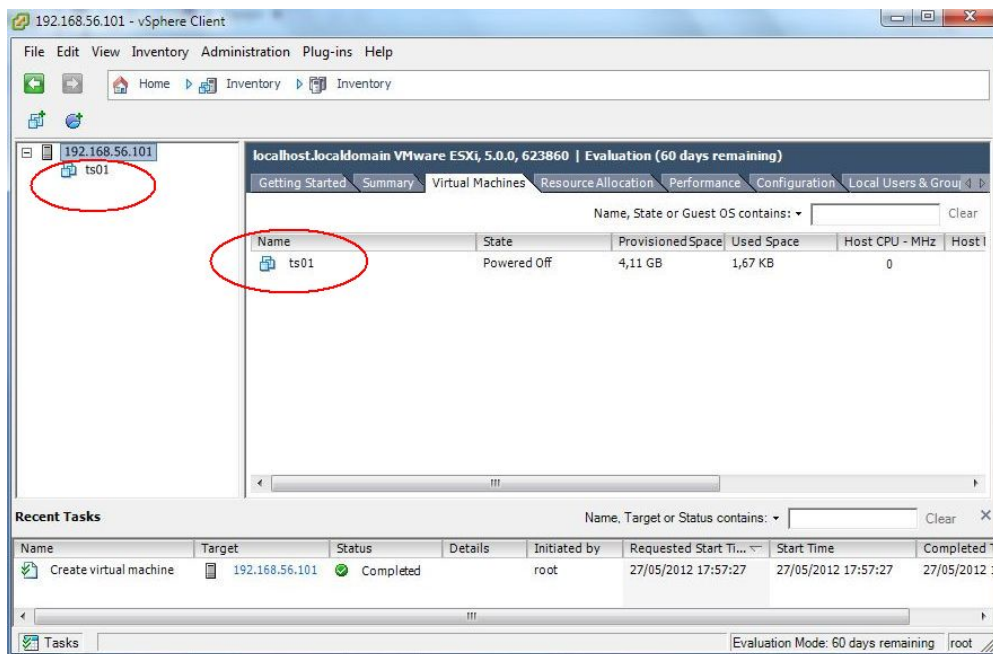 192.168.56.101 - vSphere Client
File Edit View Inventory Administration Plug-ins Help
Home Inventory Inventory
192.168.56.101
ts01
localhost.localdomain VMware ESXi, 5.0.0, 623860 | Evaluation (60 days remaining)
Getting Started Summary Virtual Machines Resource Allocation Performance Configuration Local Users & Group
Name, State or Guest OS contains: Clear
Name State Provisioned Space Used Space Host CPU - MHz Host
ts01 Powered Off 4,11 GB 1,67 KB 0
Recent Tasks Name, Target or Status contains: Clear
Name Target Status Details Initiated by Requested Start Ti... Start Time Completed
Create virtual machine 192.168.56.101 Completed root 27/05/2012 17:57:27 27/05/2012 17:57:27 27/05/2012
Tasks Evaluation Mode: 60 days remaining root